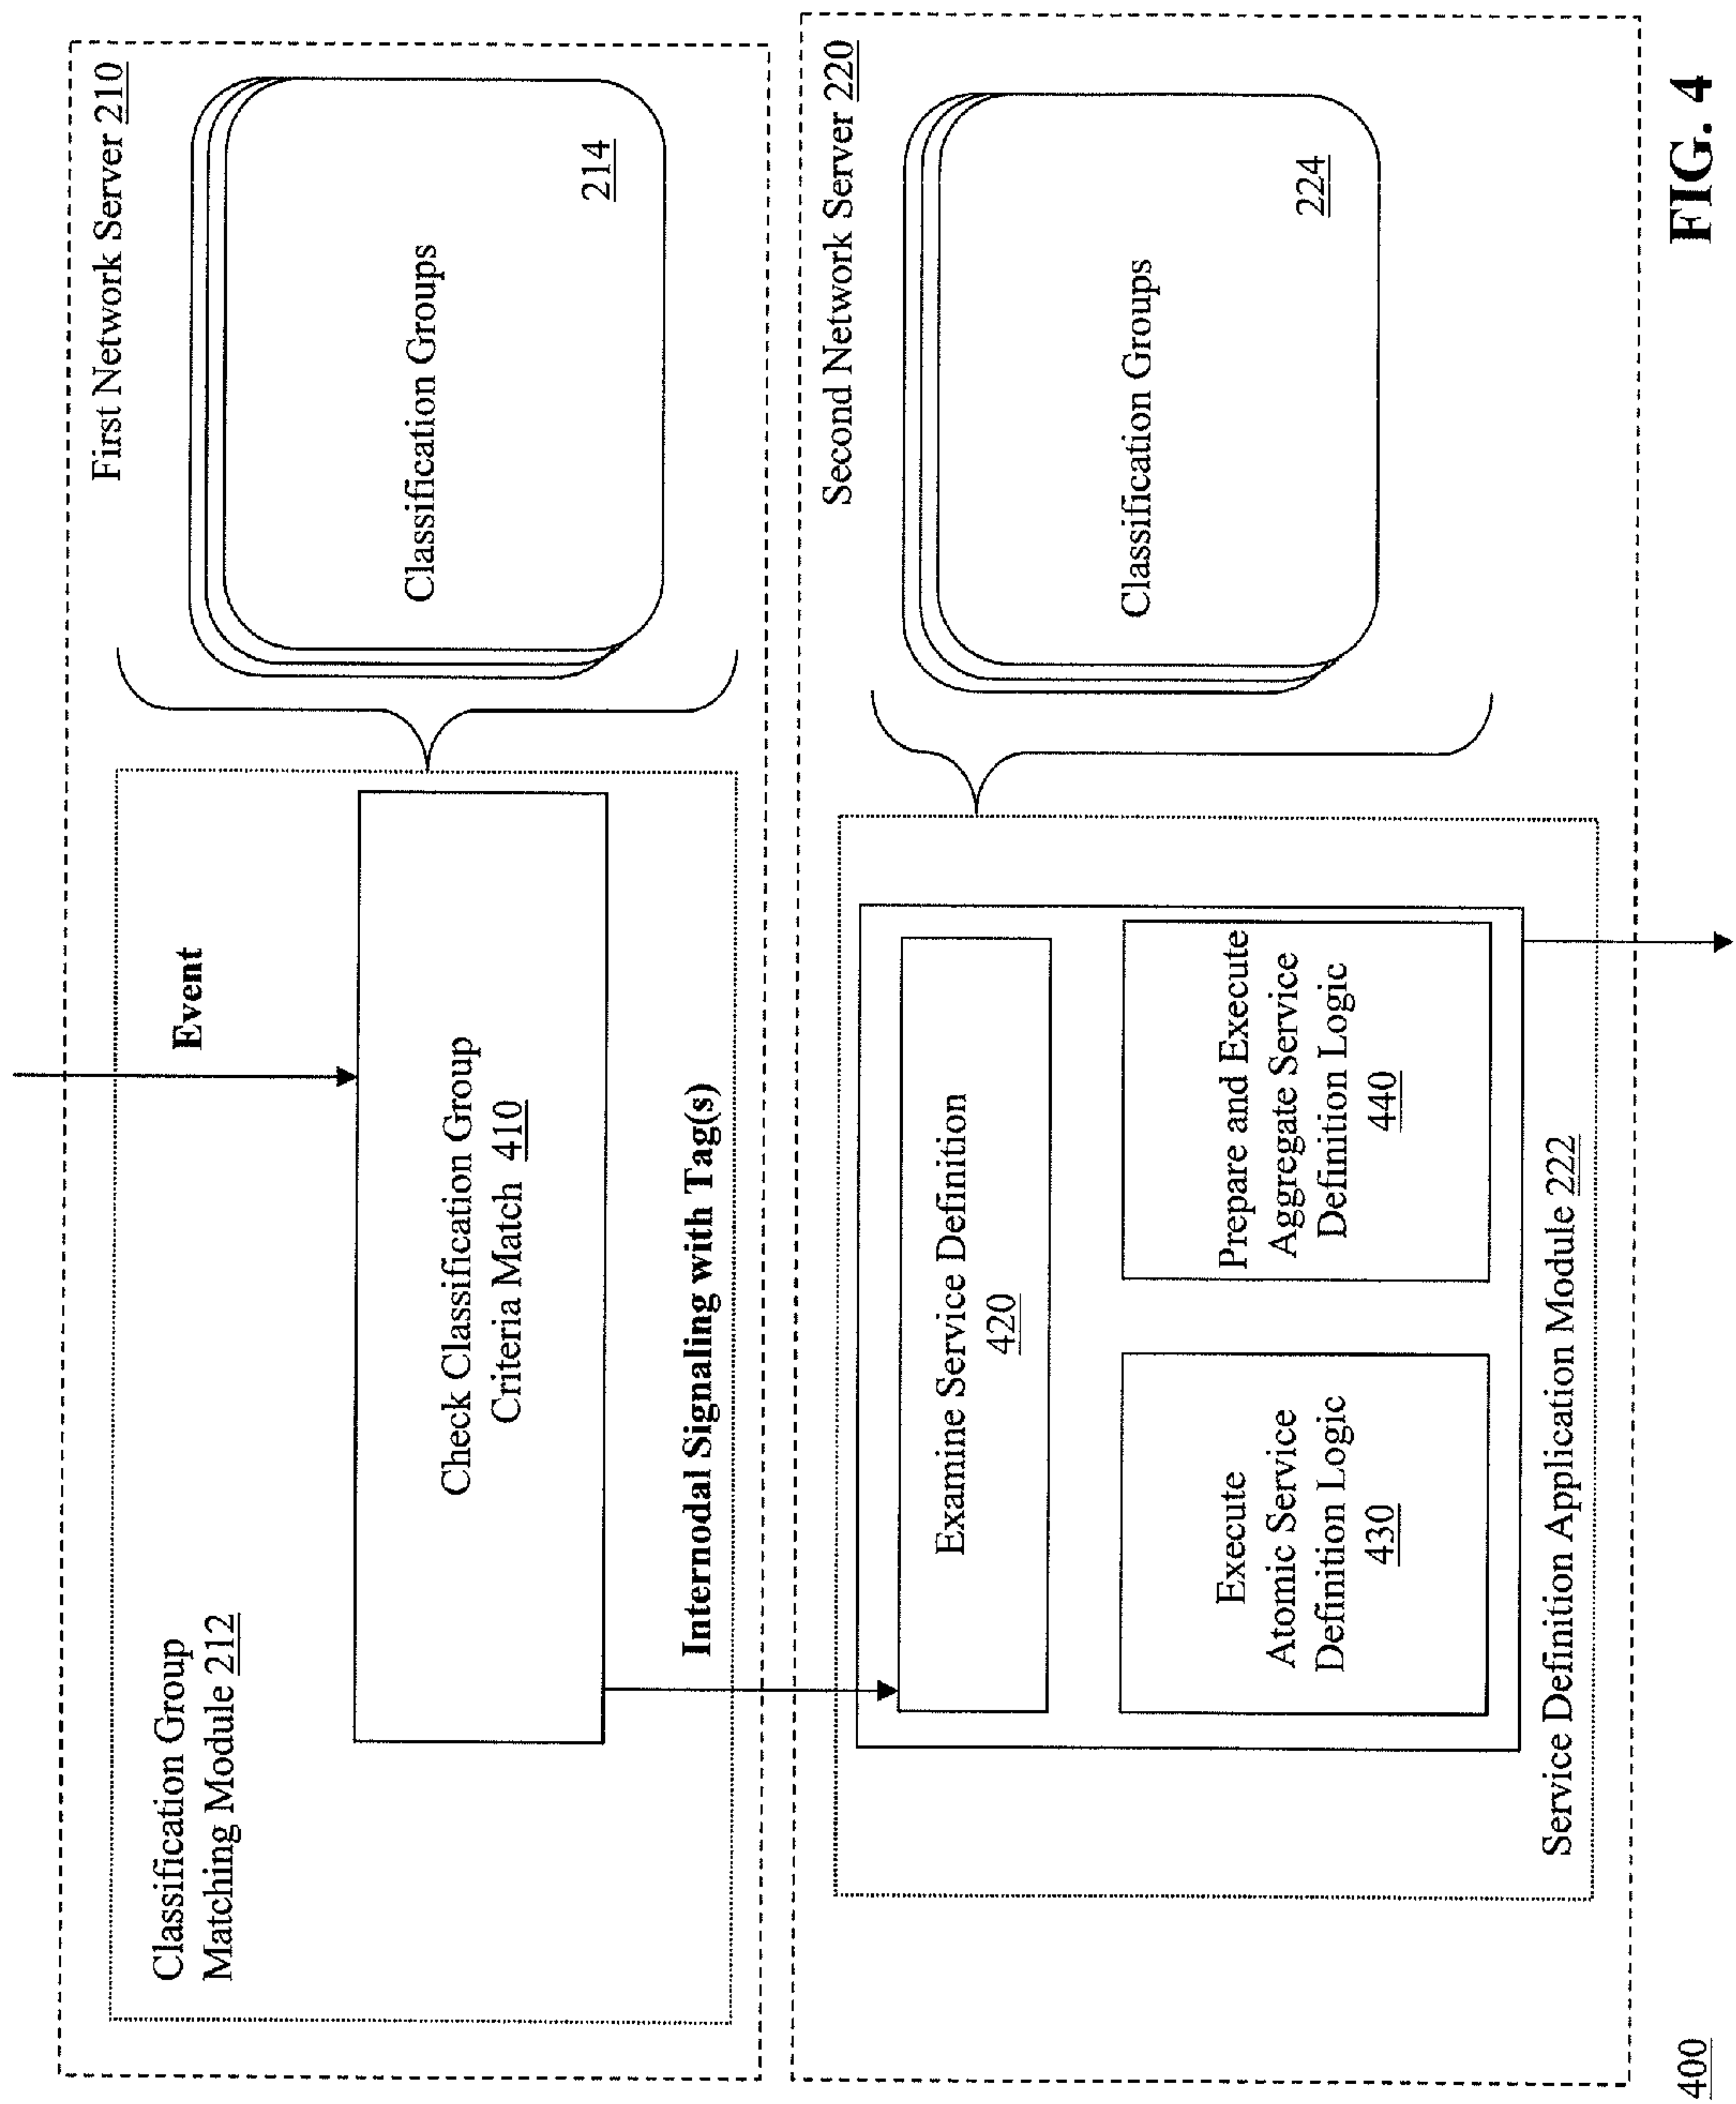 First Network Server 210
Classification Group
Matching Module 212
Event
Check Classification Group
Criteria Match 410
Internodal Signaling with Tag(s)
Classification Groups
214
Second Network Server 220
Examine Service Definition
420
Execute
Atomic Service
Definition Logic
430
Prepare and Execute
Aggregate Service
Definition Logic
440
Service Definition Application Module 222
Classification Groups
224
400
FIG. 4